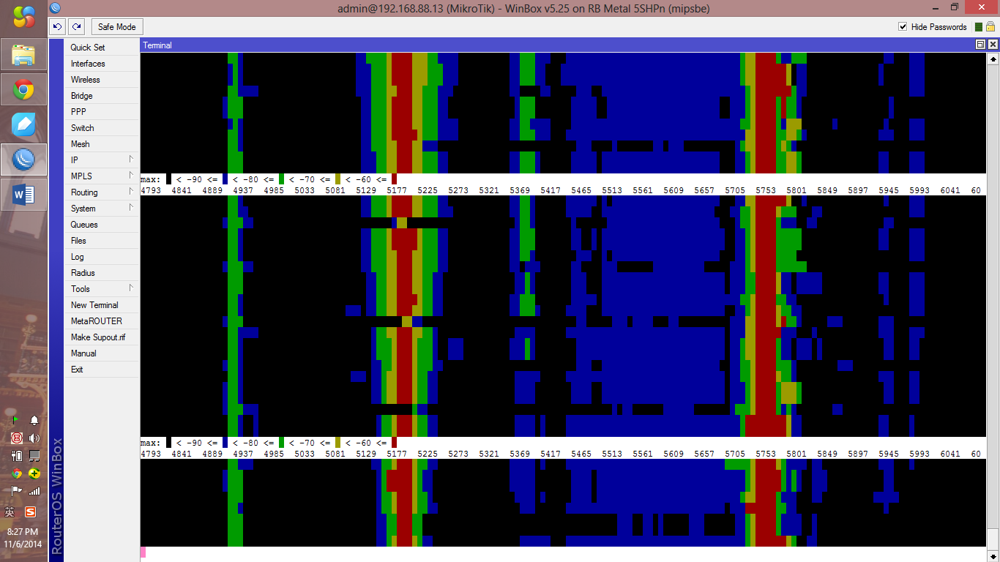 admin@192.168.88.13 (MikroTik) - WinBox v5.25 on RB Metal 5SHPn (mipsbe)
Safe Mode
Hide Passwords
Terminal
Quick Set
Interfaces
Wireless
Bridge
PPP
Switch
Mesh
IP
MPLS
Routing
System
Queues
Files
Log
Radius
Tools
New Terminal
MetaROUTER
Make Supout.rif
Manual
Exit
RouterOS WinBox
max: < -90 <= < -80 <= < -70 <= < -60 <=
4793 4841 4889 4937 4985 5033 5081 5129 5177 5225 5273 5321 5369 5417 5465 5513 5561 5609 5657 5705 5753 5801 5849 5897 5945 5993 6041 60
max: < -90 <= < -80 <= < -70 <= < -60 <=
4793 4841 4889 4937 4985 5033 5081 5129 5177 5225 5273 5321 5369 5417 5465 5513 5561 5609 5657 5705 5753 5801 5849 5897 5945 5993 6041 60
W
英
S
8:27 PM
11/6/2014